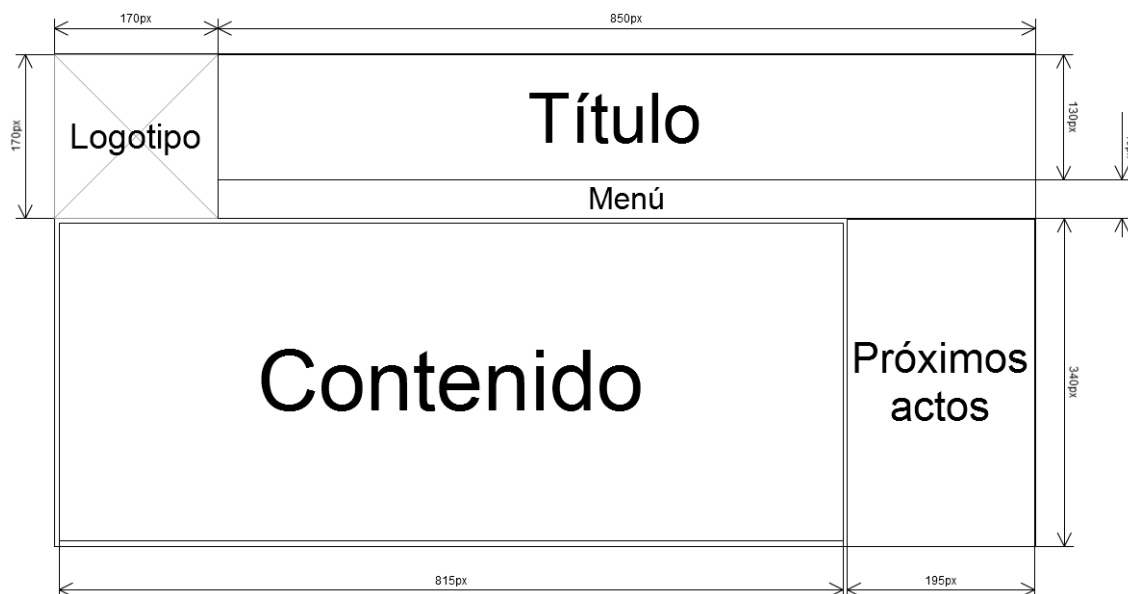 170px
850px
170px
Logotipo
Título
130px
Menú
Contenido
Próximos
actos
340px
815px
195px